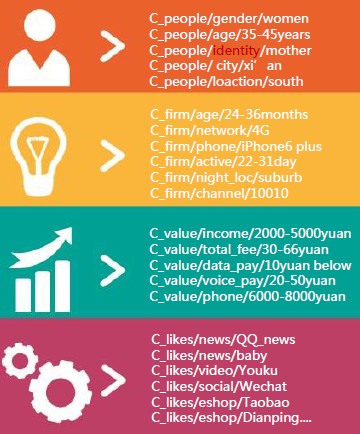 C_people/gender/women
C_people/age/35-45years
C_people/identity/mother
C_people/ city/xi’ an
C_people/loaction/south
C_firm/age/24-36months
C_firm/network/4G
C_firm/phone/iPhone6 plus
C_firm/active/22-31day
C_firm/night_loc/suburb
C_firm/channel/10010
C_value/income/2000-5000yuan
C_value/total_fee/30-66yuan
C_value/data_pay/10yuan below
C_value/voice_pay/20-50yuan
C_value/phone/6000-8000yuan
C_likes/news/QQ_news
C_likes/news/baby
C_likes/video/Youku
C_likes/social/Wechat
C_likes/eshop/Taobao
C_likes/eshop/Dianping....